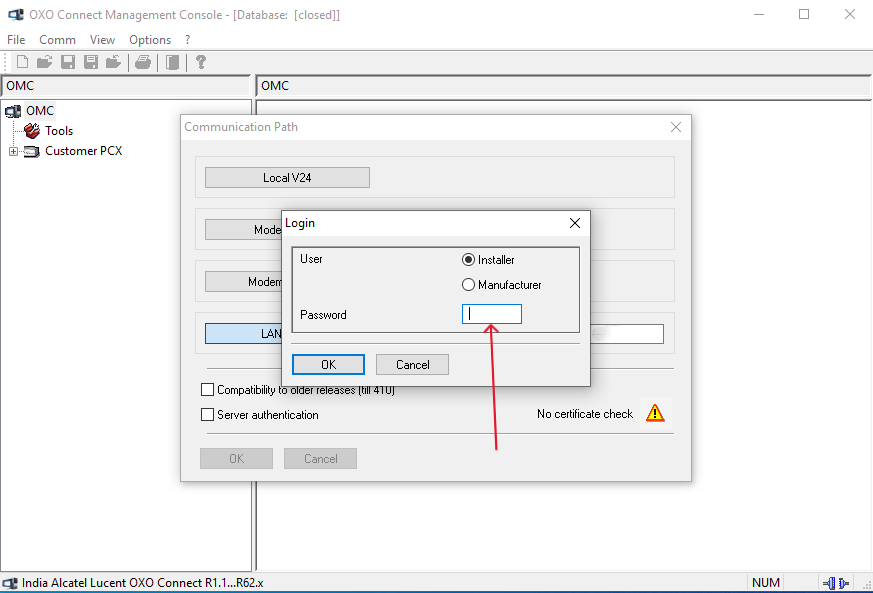 OXO Connect Management Console - [Database: [closed]]
File Comm View Options ?
OMC
OMC
OMC
Tools
Customer PCX
Communication Path
Local V24
Mode
Modem
LAN
Login
User
Installer
Manufacturer
Password
OK Cancel
Compatibility to older releases (till 410)
Server authentication
No certificate check
OK Cancel
India Alcatel Lucent OXO Connect R1.1...R62.x
NUM